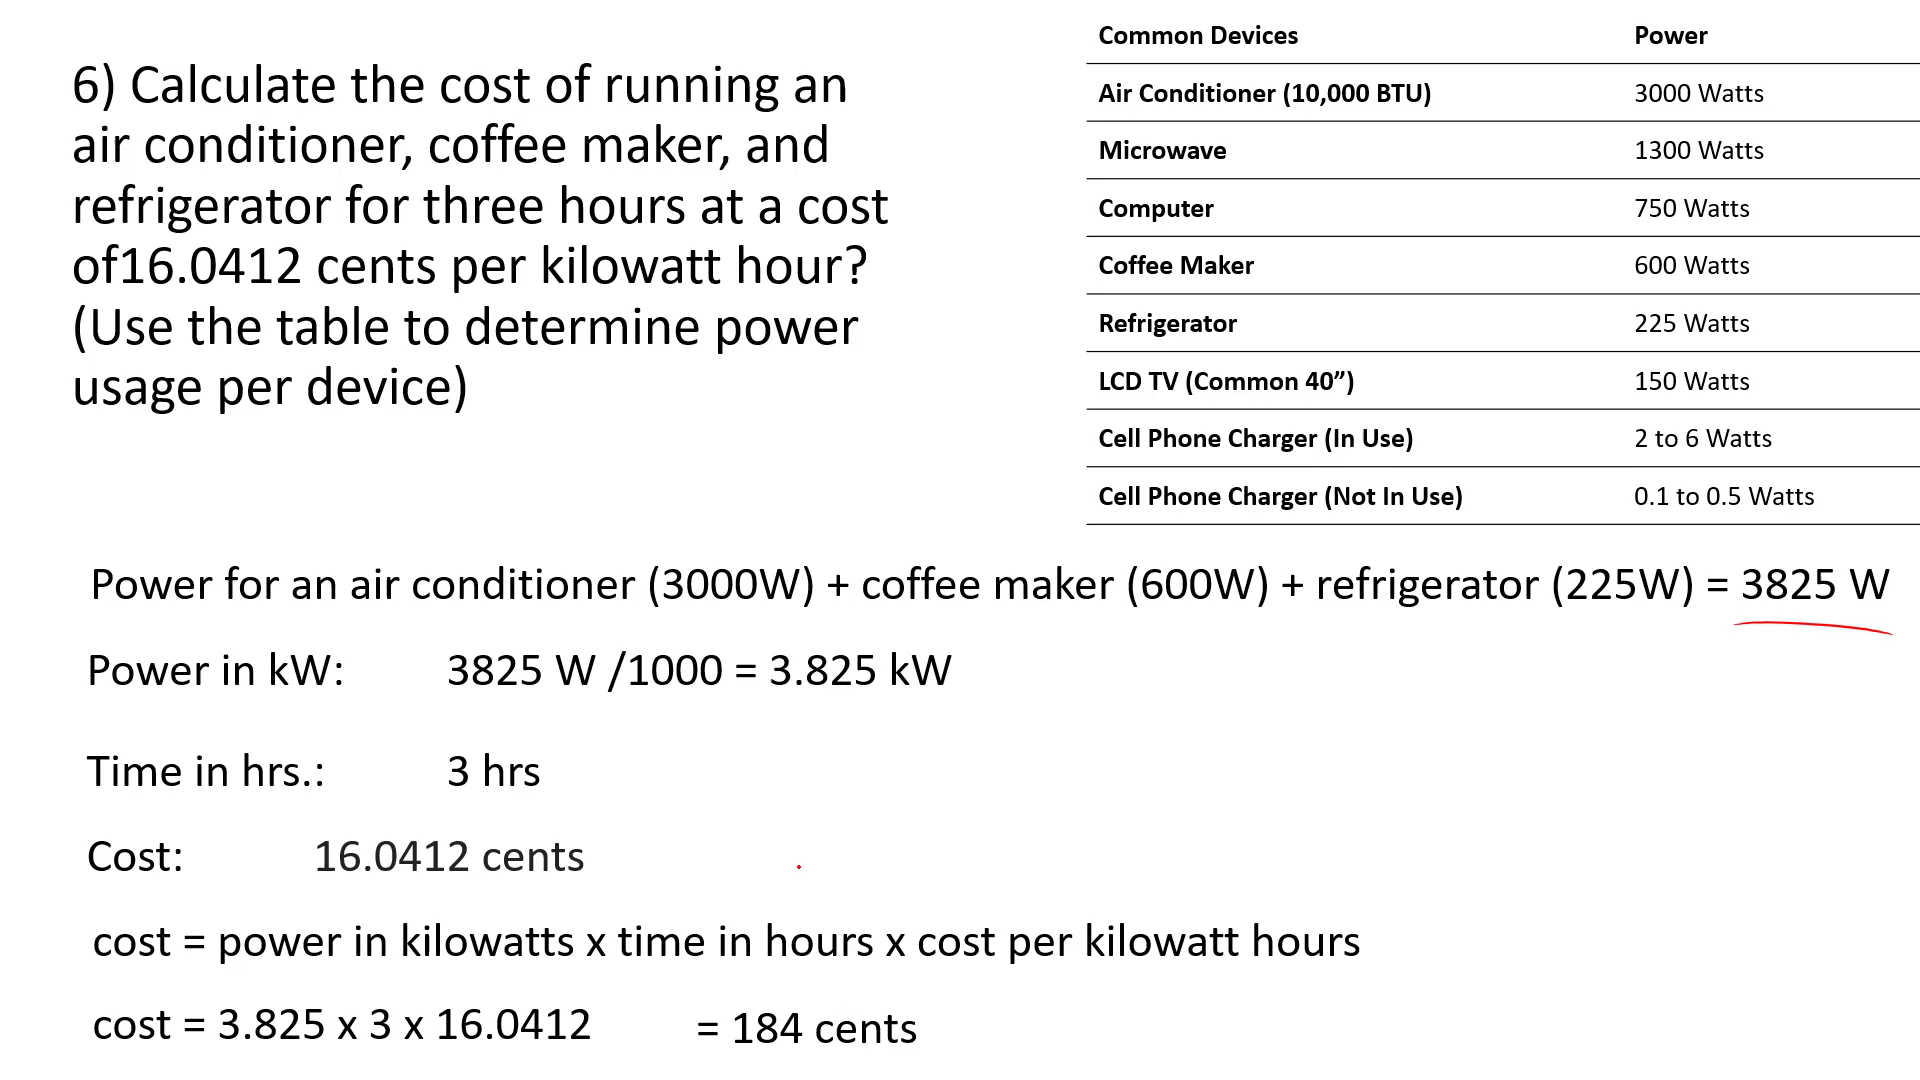 6) Calculate the cost of running an
air conditioner, coffee maker, and
refrigerator for three hours at a cost
of16.0412 cents per kilowatt hour?
(Use the table to determine power
usage per device)
Common Devices Power
Air Conditioner (10,000 BTU) 3000 Watts
Microwave 1300 Watts
Computer 750 Watts
Coffee Maker 600 Watts
Refrigerator 225 Watts
LCD TV (Common 40”) 150 Watts
Cell Phone Charger (In Use) 2 to 6 Watts
Cell Phone Charger (Not In Use) 0.1 to 0.5 Watts
Power for an air conditioner (3000W) + coffee maker (600W) + refrigerator (225W) = 3825 W
Power in kW: 3825 W /1000 = 3.825 kW
Time in hrs.: 3 hrs
Cost: 16.0412 cents
cost = power in kilowatts x time in hours x cost per kilowatt hours
cost = 3.825 x 3 x 16.0412 = 184 cents